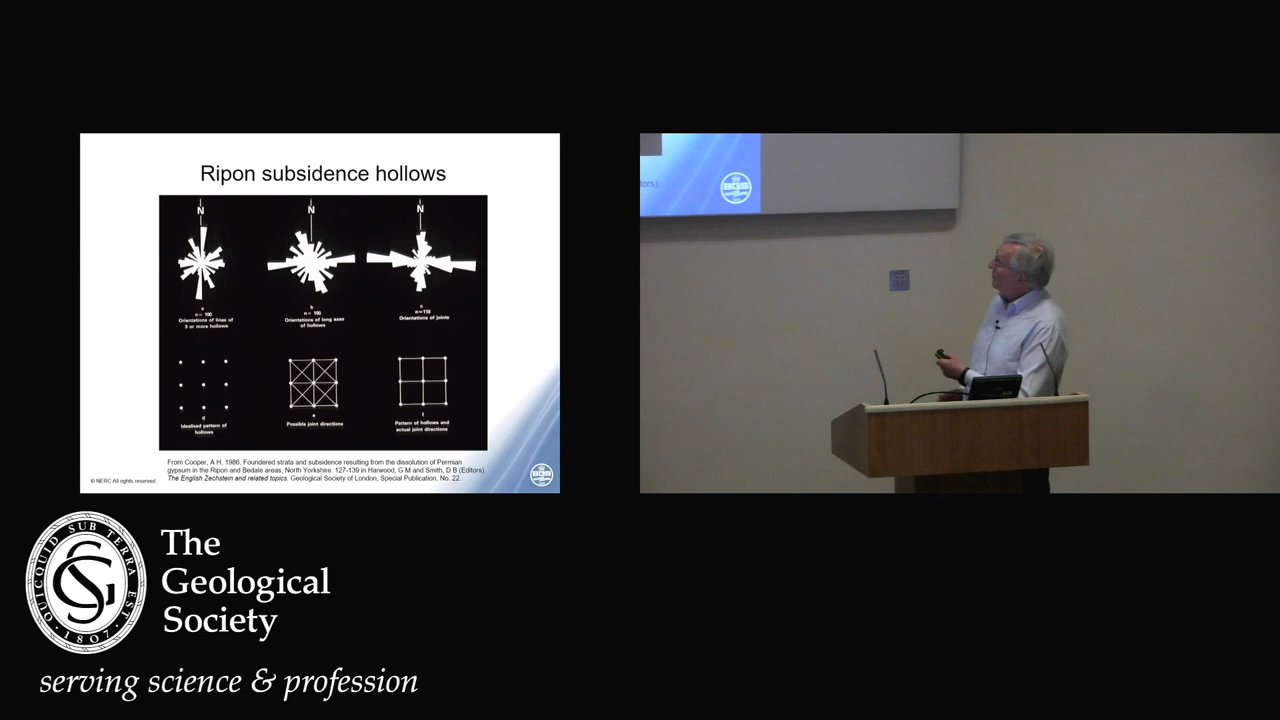 Ripon subsidence hollows
N
N
N
a
n = 100
Orientations of lines of
3 or more hollows
b
n = 100
Orientations of long axes
of hollows
c
n = 110
Orientations of joints
d
Idealised pattern of
hollows
e
Possible joint directions
f
Pattern of hollows and
actual joint directions
From Cooper, A H. 1986. Foundered strata and subsidence resulting from the dissolution of Permian
gypsum in the Ripon and Bedale areas, North Yorkshire. 127-139 in Harwood, G M and Smith, D B (Editors).
The English Zechstein and related topics. Geological Society of London, Special Publication. No. 22.
© NERC All rights reserved
BGS
tors).
BGS
QUICQUID SUB TERRA EST
GS
· 1807 ·
The
Geological
Society
serving science & profession